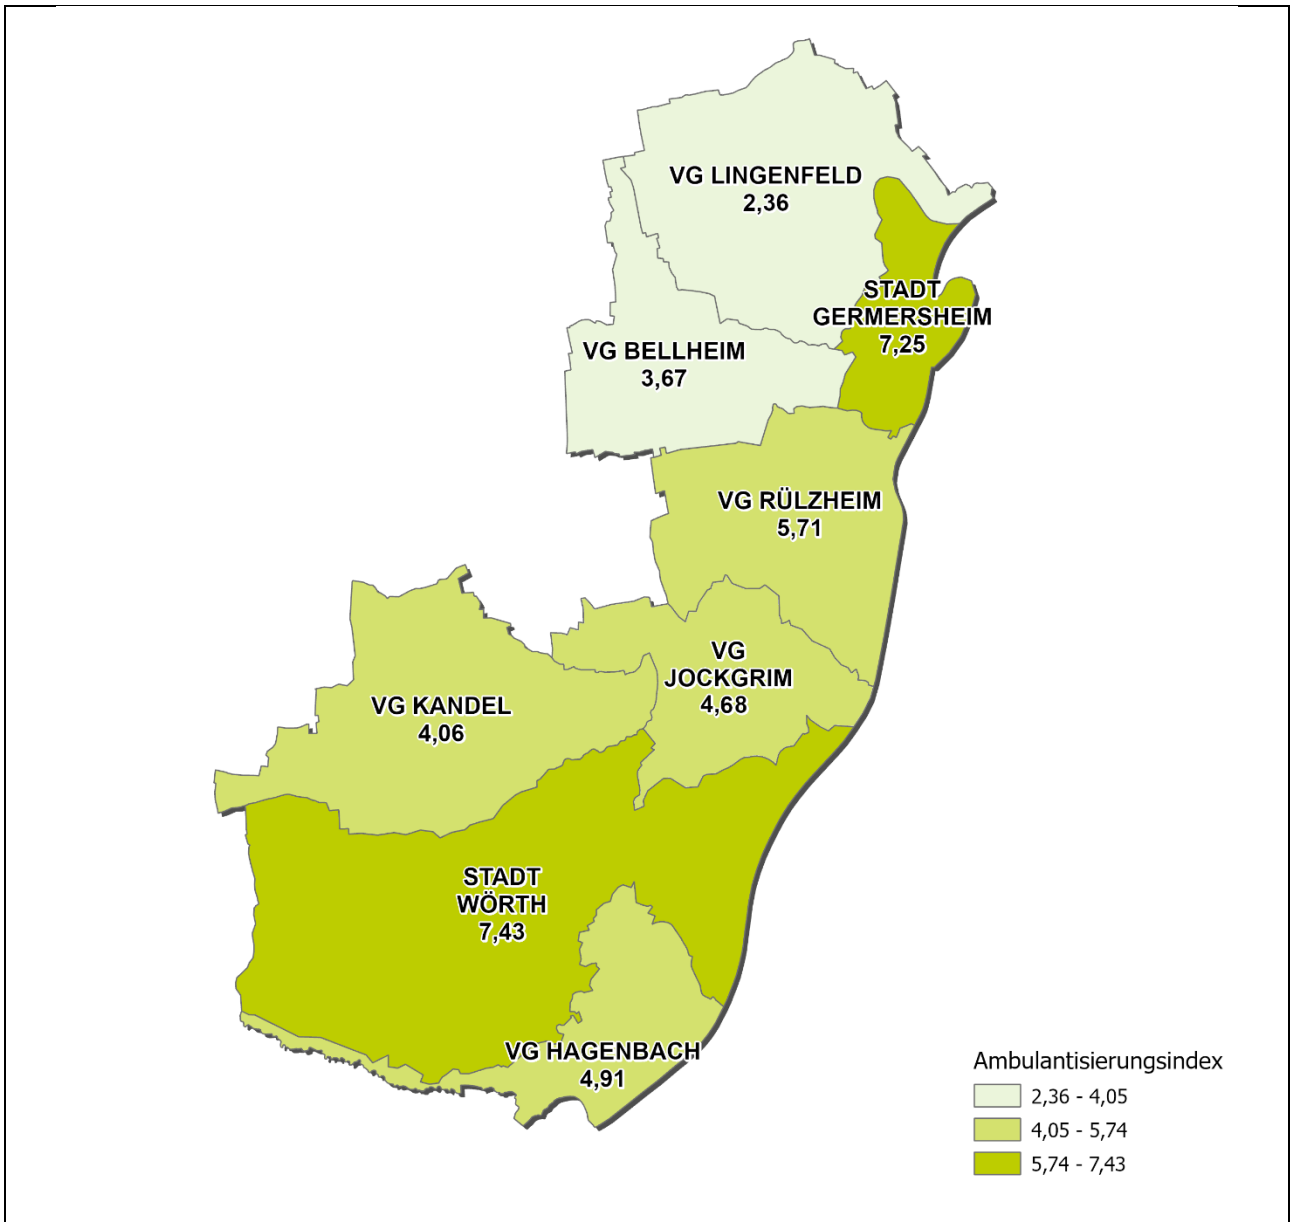 VG LINGENFELD
2,36
STADT
GERMERSHEIM
7,25
VG BELLHEIM
3,67
VG RÜLZHEIM
5,71
VG
JOCKGRIM
4,68
VG KANDEL
4,06
STADT
WÖRTH
7,43
VG HAGENBACH
4,91
Ambulantisierungsindex
2,36 - 4,05
4,05 - 5,74
5,74 - 7,43